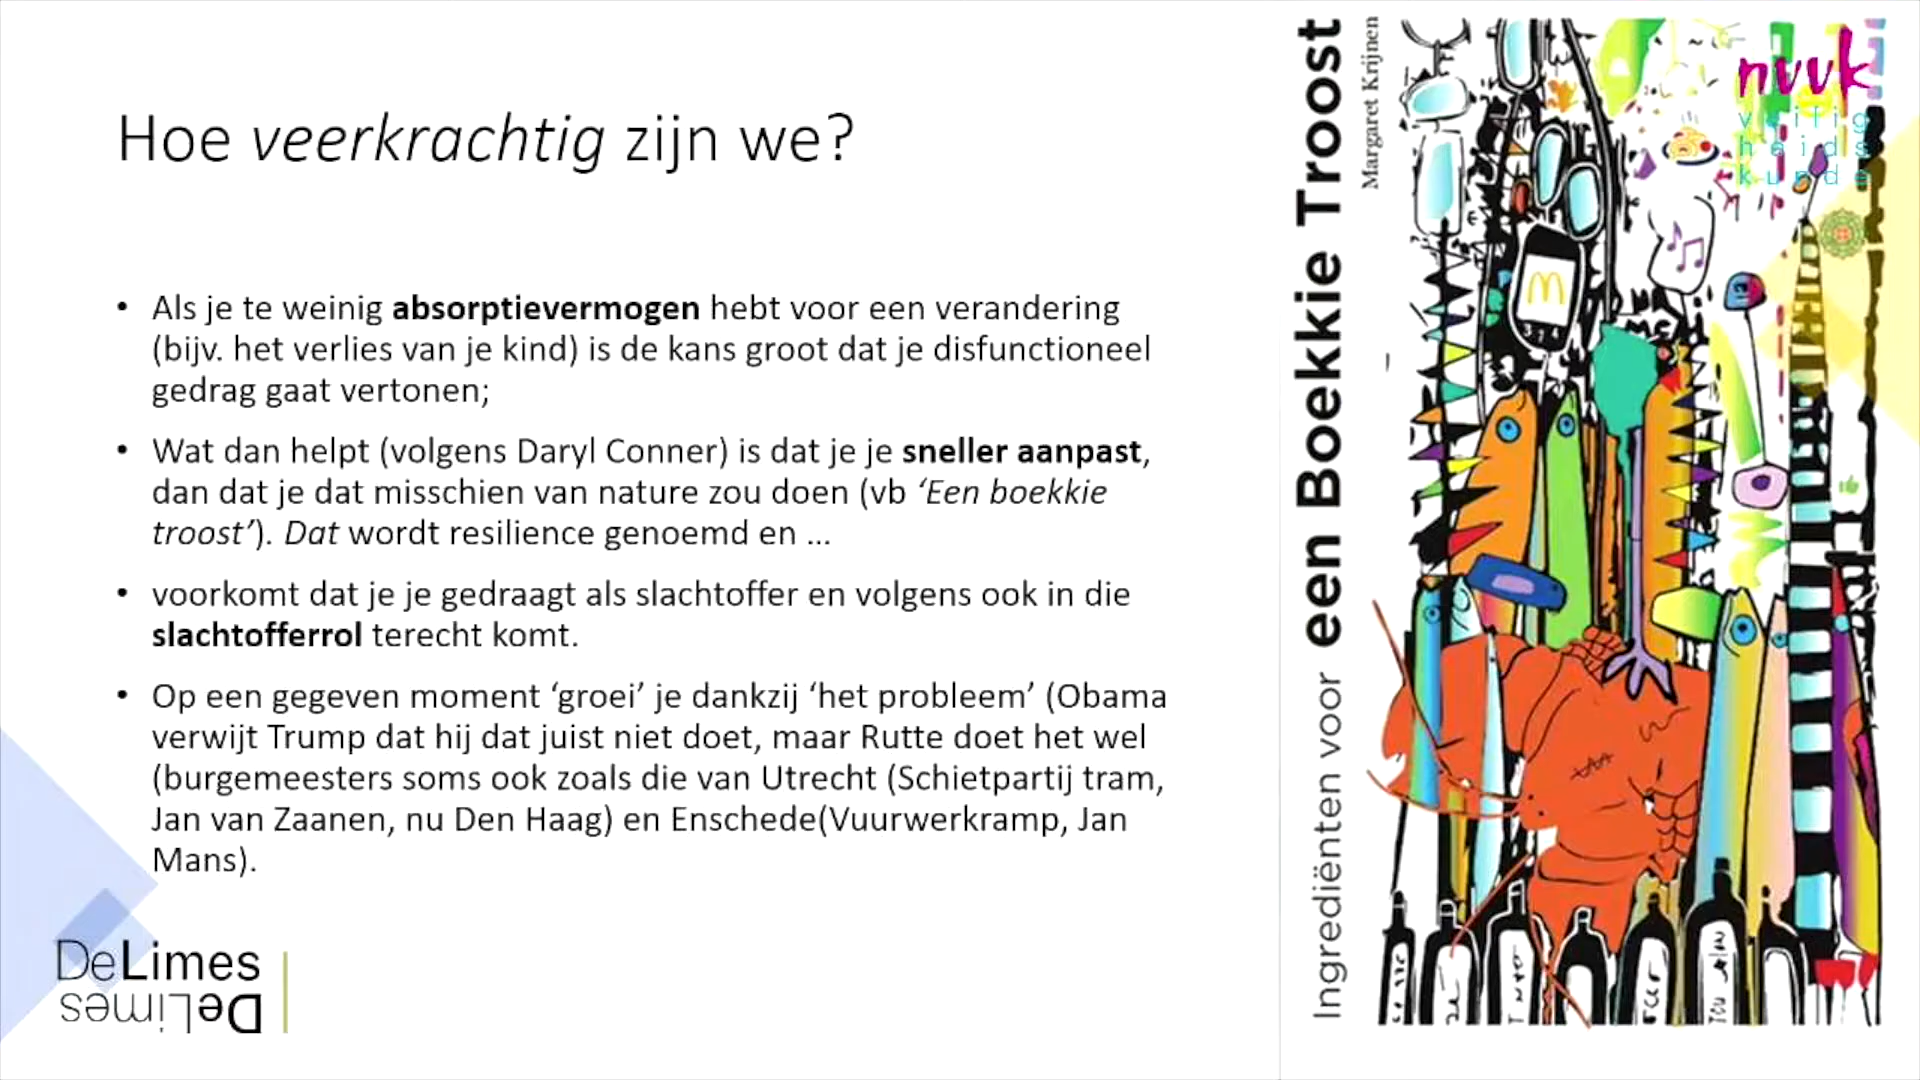 Hoe veerkrachtig zijn we?
• Als je te weinig absorptievermogen hebt voor een verandering
(bijv. het verlies van je kind) is de kans groot dat je disfunctioneel
gedrag gaat vertonen;
• Wat dan helpt (volgens Daryl Conner) is dat je je sneller aanpast,
dan dat je dat misschien van nature zou doen (vb ‘Een boekkie
troost’). Dat wordt resilience genoemd en ...
• voorkomt dat je je gedraagt als slachtoffer en volgens ook in die
slachtofferrol terecht komt.
• Op een gegeven moment ‘groei’ je dankzij ‘het probleem’ (Obama
verwijt Trump dat hij dat juist niet doet, maar Rutte doet het wel
(burgemeesters soms ook zoals die van Utrecht (Schietpartij tram,
Jan van Zaanen, nu Den Haag) en Enschede(Vuurwerkramp, Jan
Mans).
DeLimes
DeLimes
Ingrediënten voor een Boekkie Troost
Margaret Krijnen
nvvk
veilig
heids
kunde